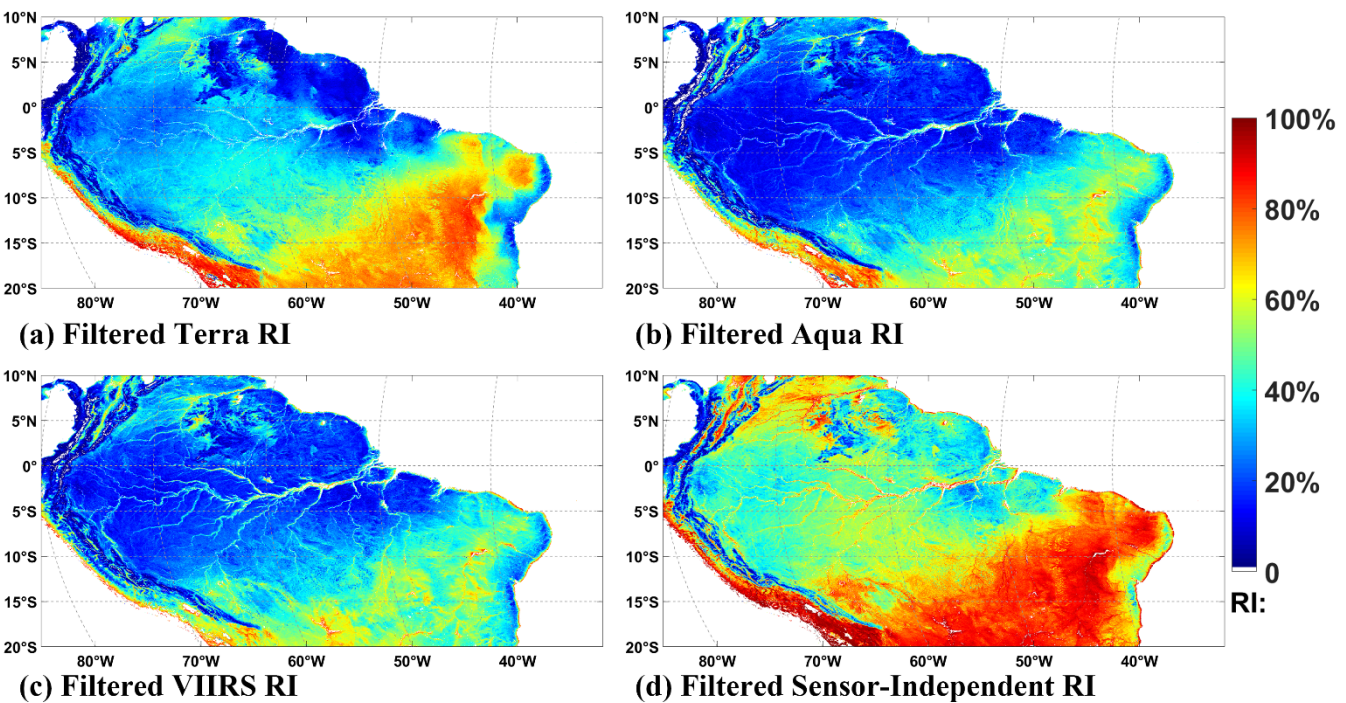 10°N
5°N
0°
5°S
10°S
15°S
20°S
80°W 70°W 60°W 50°W 40°W
(a) Filtered Terra RI
10°N
5°N
0°
5°S
10°S
15°S
20°S
80°W 70°W 60°W 50°W 40°W
(b) Filtered Aqua RI
10°N
5°N
0°
5°S
10°S
15°S
20°S
80°W 70°W 60°W 50°W 40°W
(c) Filtered VIIRS RI
10°N
5°N
0°
5°S
10°S
15°S
20°S
80°W 70°W 60°W 50°W 40°W
(d) Filtered Sensor-Independent RI
100%
80%
60%
40%
20%
0
RI: